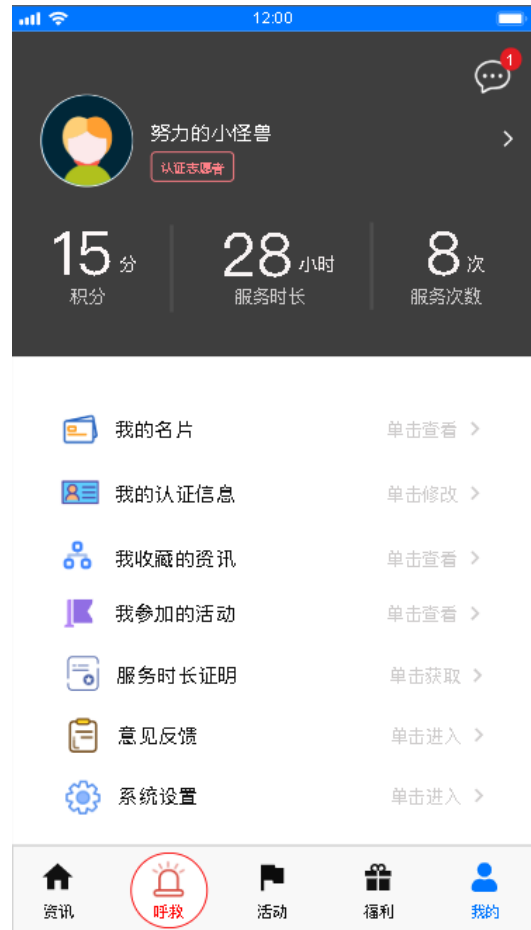 12:00
1
努力的小怪兽
认证志愿者
15 分 28 小时 8 次
积分 服务时长 服务次数
我的名片 单击查看
我的认证信息 单击修改
我收藏的资讯 单击查看
我参加的活动 单击查看
服务时长证明 单击获取
意见反馈 单击进入
系统设置 单击进入
资讯 呼救 活动 福利 我的